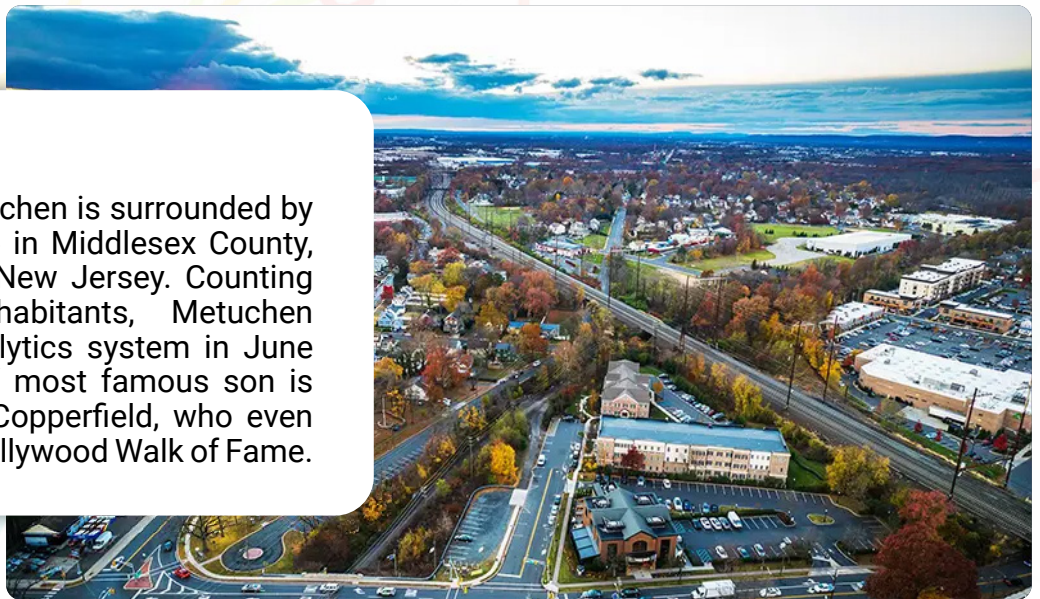 chen is surrounded by
in Middlesex County,
New Jersey. Counting
habitants, Metuchen
lytics system in June
most famous son is
Copperfield, who even
llywood Walk of Fame.